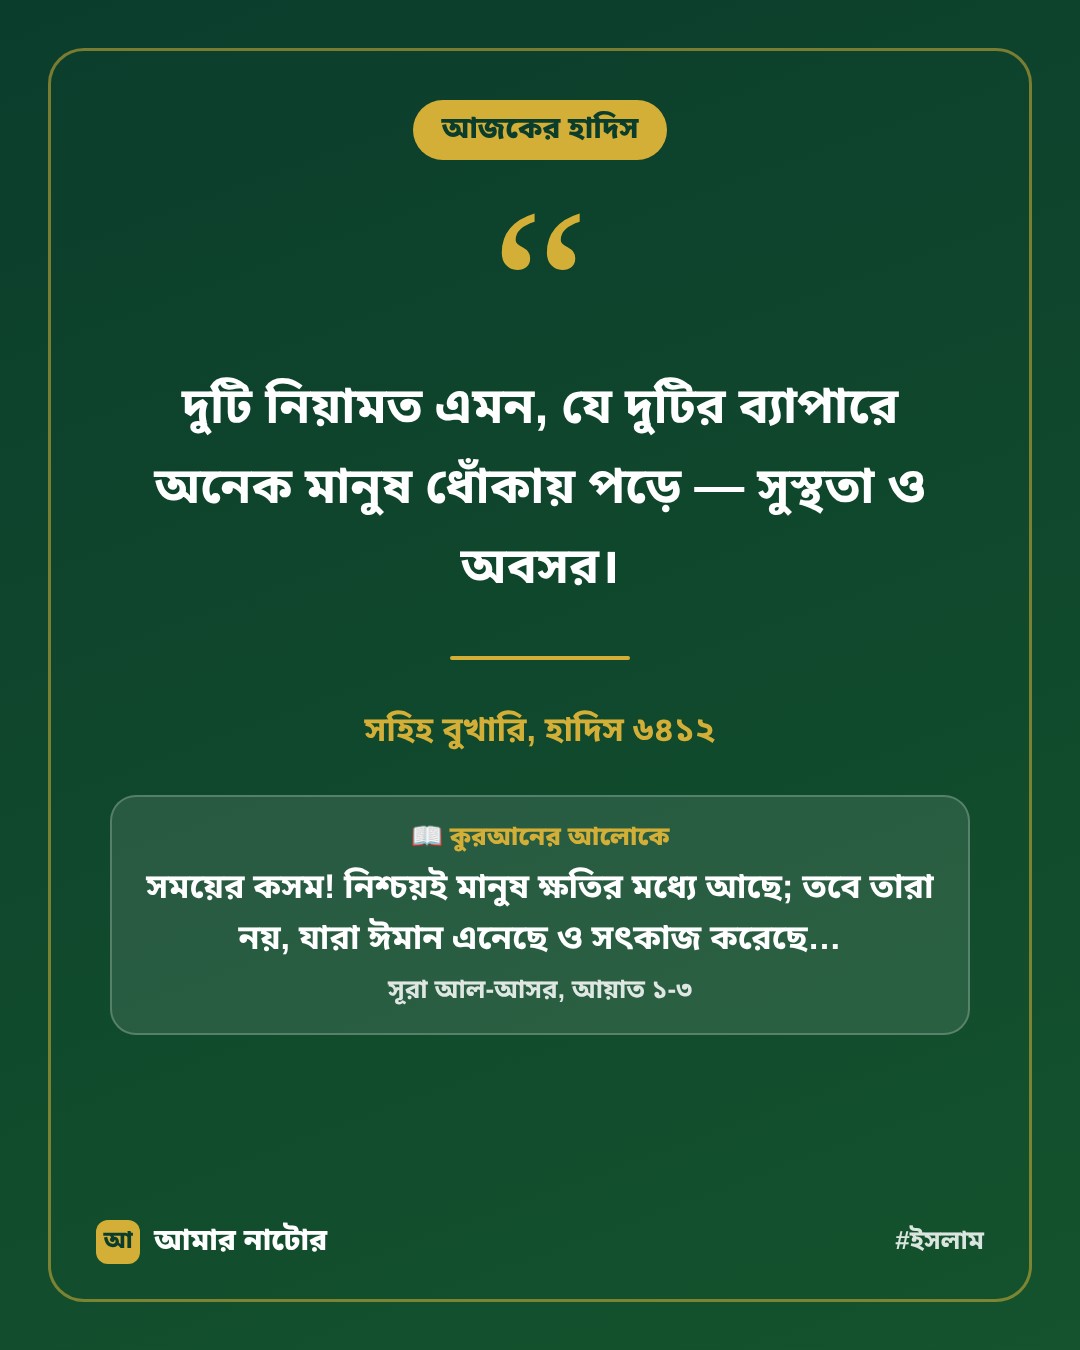 আজকের হাদিস
“
দুটি নিয়ামত এমন, যে দুটির ব্যাপারে
অনেক মানুষ ধোঁকায় পড়ে — সুস্থতা ও
অবসর।
সহিহ বুখারি, হাদিস ৬৪১২
📖 কুরআনের আলোকে
সময়ের কসম! নিশ্চয়ই মানুষ ক্ষতির মধ্যে আছে; তবে তারা
নয়, যারা ঈমান এনেছে ও সৎকাজ করেছে...
সূরা আল-আসর, আয়াত ১-৩
আ আমার নাটোর
#ইসলাম